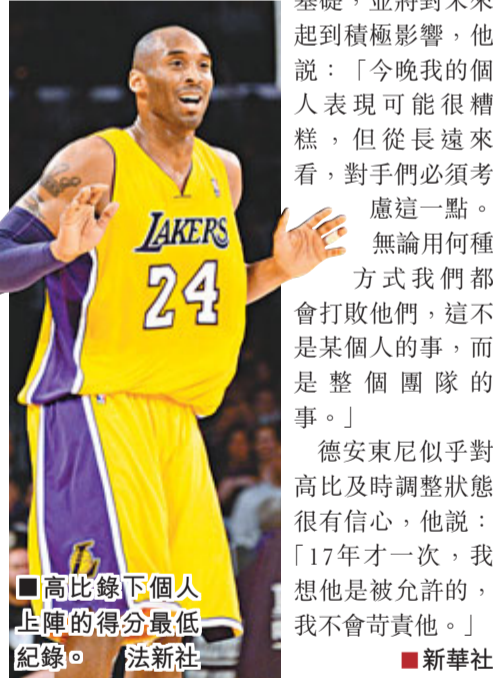 LAKERS
24
■高比錄下個人
上陣的得分最低
紀錄。 法新社
基礎，並將對未來
起到積極影響，他
説：「今晚我的個
人表現可能很糟
糕，但從長遠來
看，對手們必須考
慮這一點。
無論用何種
方式我們都
會打敗他們，這不
是某個人的事，而
是整個團隊的
事。」
德安東尼似乎對
高比及時調整狀態
很有信心，他説：
「17年才一次，我
想他是被允許的，
我不會苛責他。」
■新華社